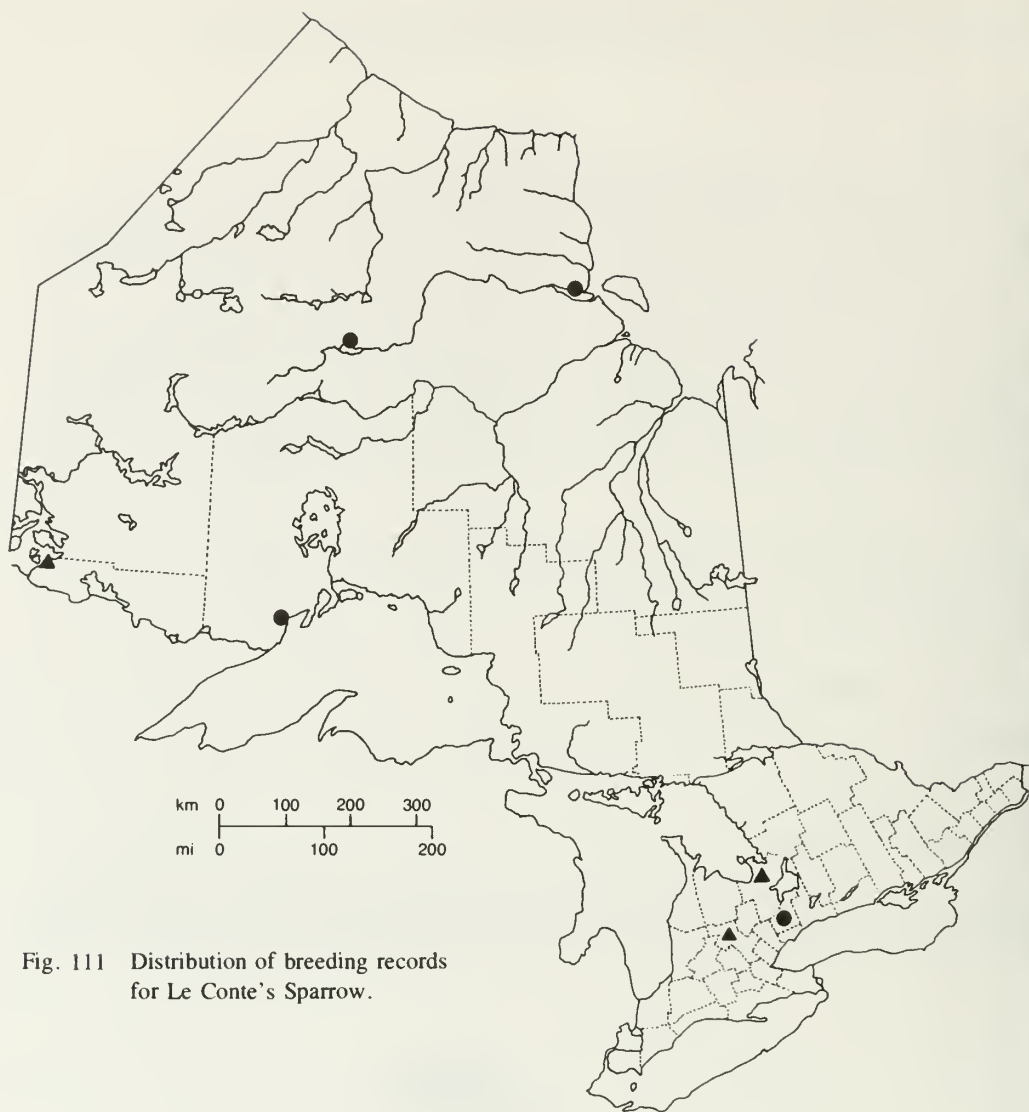 km 0 100 200 300
mi 0 100 200
Fig. 111 Distribution of breeding records
for Le Conte's Sparrow.